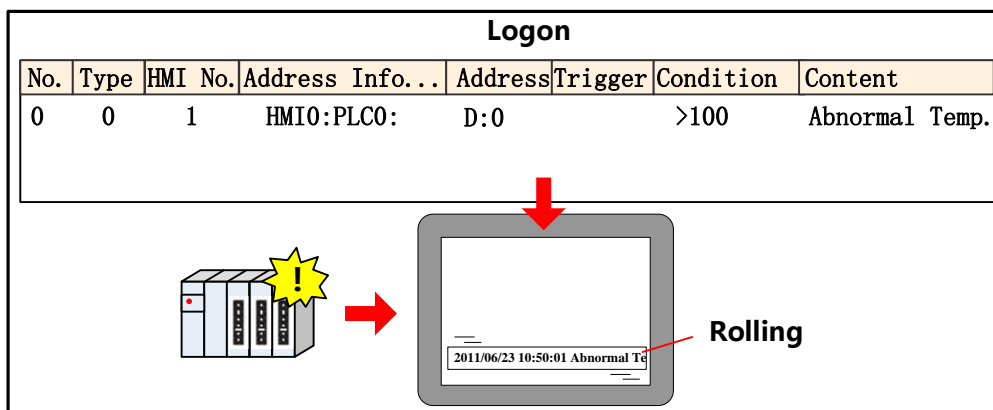 Logon
No. Type HMI No. Address Info... Address Trigger Condition Content
0 0 1 HMI0:PLC0: D:0 >100 Abnormal Temp.
!
Rolling
2011/06/23 10:50:01 Abnormal Te